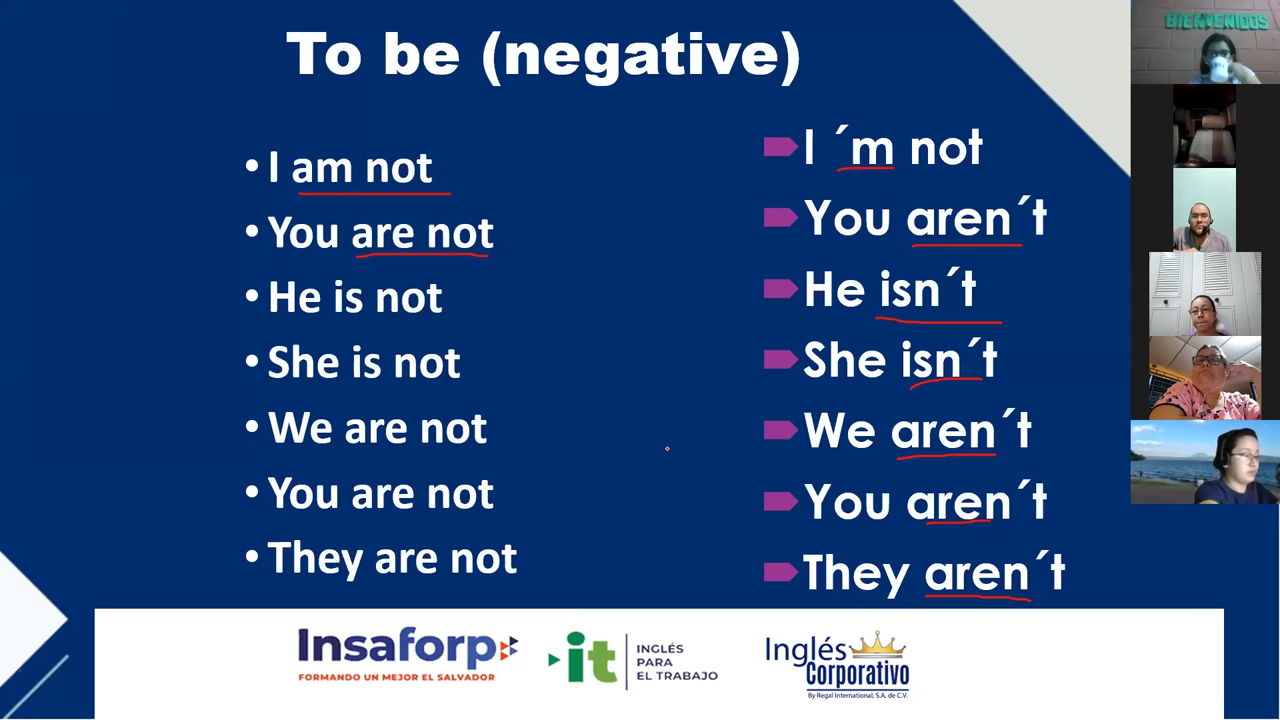 To be (negative)
• I am not
• You are not
• He is not
• She is not
• We are not
• You are not
• They are not
I ´m not
You aren´t
He isn´t
She isn´t
We aren´t
You aren´t
They aren´t
Insaforp
FORMANDO UN MEJOR EL SALVADOR
it
INGLÉS
PARA
EL TRABAJO
Inglés
Corporativo
By Regal International, S.A. de C.V.
BIENVENIDOS